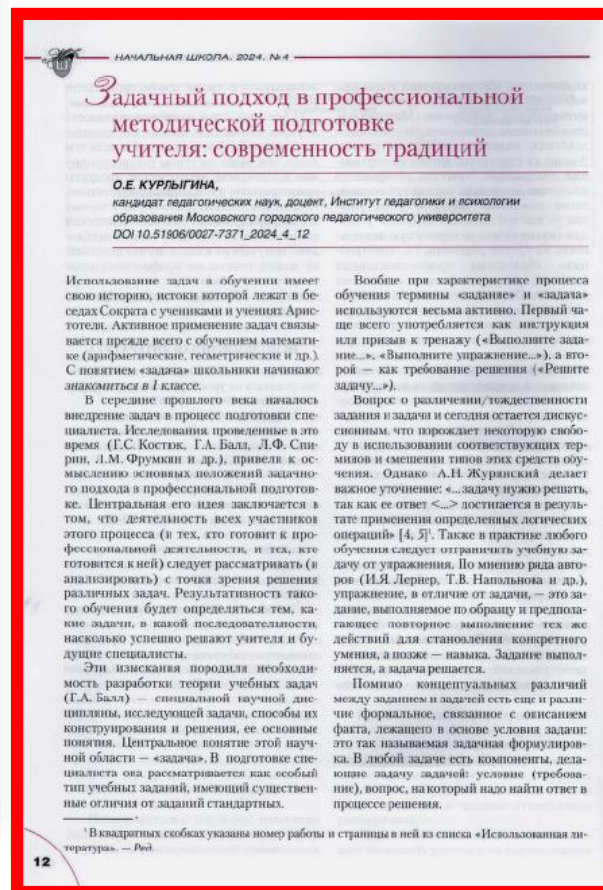 НАЧАЛЬНАЯ ШКОЛА. 2024. №4
Задачный подход в профессиональной
методической подготовке
учителя: современность традиций
О.Е. КУРЛЫГИНА,
кандидат педагогических наук, доцент, Институт педагогики и психологии
образования Московского городского педагогического университета
DOI 10.51906/0027-7371_2024_4_12
Использование задач в обучении имеет
свою историю, истоки которой лежат в бе-
седах Сократа с учениками и учениях Арис-
тотеля. Активное применение задач связы-
вается прежде всего с обучением математи-
ке (арифметические, геометрические и др.).
С понятием «задача» школьники начинают
знакомиться в 1 классе.
В середине прошлого века началось
внедрение задач в процесс подготовки спе-
циалиста. Исследования, проведенные в это
время (Г.С. Костюк, Г.А. Балл, Л.Ф. Спи-
рин, Л.М. Фрумкин и др.), привели к ос-
мыслению основных положений задачно-
го подхода в профессиональной подготов-
ке. Центральная его идея заключается в
том, что деятельность всех участников
этого процесса (и тех, кто готовит к про-
фессиональной деятельности, и тех, кто
готовится к ней) следует рассматривать (и
анализировать) с точки зрения решения
различных задач. Результативность тако-
го обучения будет определяться тем, ка-
кие задачи, в какой последовательности,
насколько успешно решают учителя и бу-
дущие специалисты.
Эти изыскания породили необходи-
мость разработки теории учебных задач
(Г.А. Балл) — специальной научной дис-
циплины, исследующей задачи, способы их
конструирования и решения, ее основные
понятия. Центральное понятие этой науч-
ной области — «задача». В подготовке спе-
циалиста она рассматривается как особый
тип учебных заданий, имеющий существен-
ные отличия от заданий стандартных.
Вообще при характеристике процесса
обучения термины «задание» и «задача»
используются весьма активно. Первый ча-
ще всего употребляется как инструкция
или призыв к тренажу («Выполните зада-
ние...», «Выполните упражнение...»), а вто-
рой — как требование решения («Решите
задачу...»).
Вопрос о различении/тождественности
задания и задачи и сегодня остается дискус-
сионным, что порождает некоторую свобо-
ду в использовании соответствующих тер-
минов и смешении типов этих средств обу-
чения. Однако А.Н. Журинский делает
важное уточнение: «...задачу нужно решать,
так как ее ответ <...> достигается в резуль-
тате применения определенных логических
операций» [4, 5]¹. Также в практике любого
обучения следует отграничить учебную за-
дачу от упражнения. По мнению ряда авто-
ров (И.Я. Лернер, Т.В. Напольнова и др.),
упражнение, в отличие от задачи, — это за-
дание, выполняемое по образцу и предпола-
гающее повторное выполнение тех же
действий для становления конкретного
умения, а позже — навыка. Задание выпол-
няется, а задача решается.
Помимо концептуальных различий
между заданием и задачей есть еще и разли-
чие формальное, связанное с описанием
факта, лежащего в основе условия задачи:
это так называемая задачная формулиров-
ка. В любой задаче есть компоненты, дела-
ющие задачу задачей: условие (требова-
ние), вопрос, на который надо найти ответ в
процессе решения.
¹ В квадратных скобках указаны номер работы и страницы в ней из списка «Использованная ли-
тература». — Ред.
12